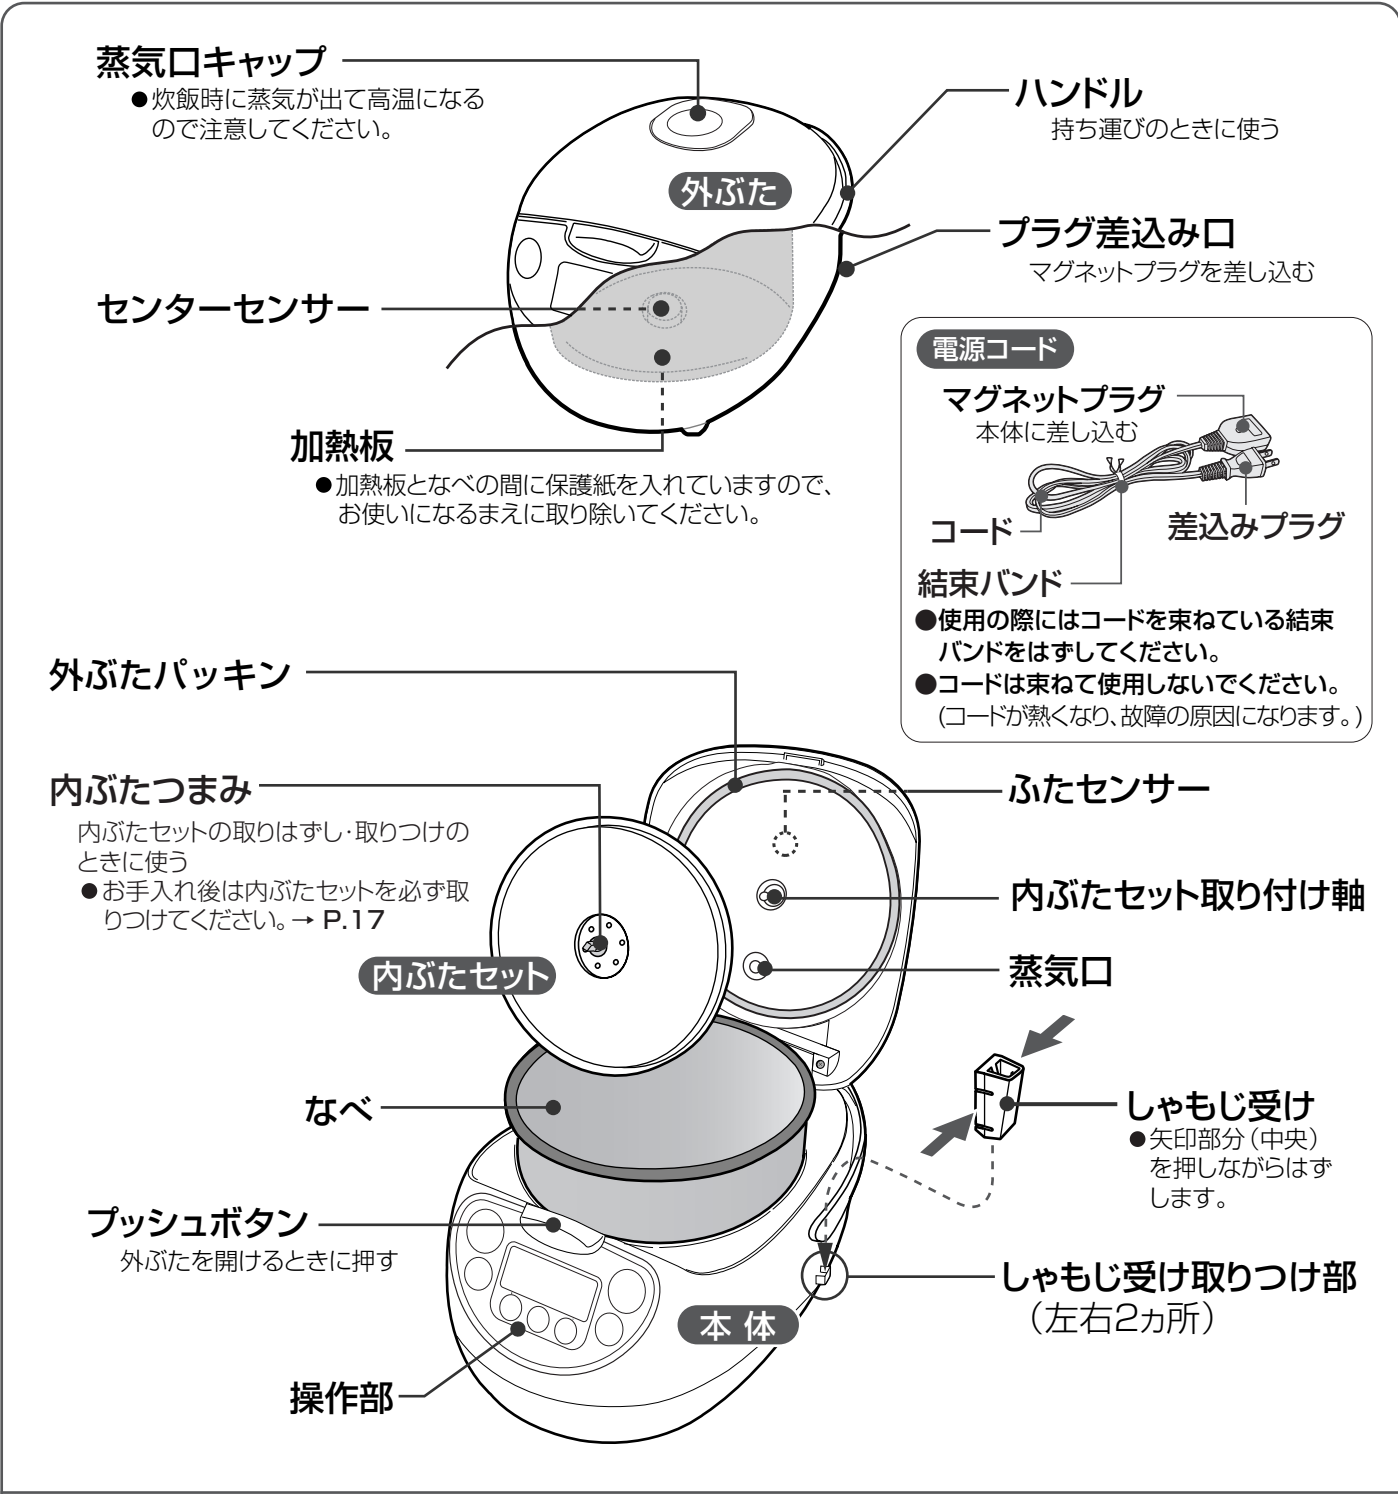 蒸気口キャップ
●炊飯時に蒸気が出て高温になる
ので注意してください。
ハンドル
持ち運びのときに使う
外ぶた
プラグ差込み口
マグネットプラグを差し込む
センターセンサー
加熱板
●加熱板となべの間に保護紙を入れていますので、
お使いになるまえに取り除いてください。
電源コード
マグネットプラグ
本体に差し込む
コード
差込みプラグ
結束バンド
●使用の際にはコードを束ねている結束
バンドをはずしてください。
●コードは束ねて使用しないでください。
(コードが熱くなり、故障の原因になります。)
外ぶたパッキン
内ぶたつまみ
内ぶたセットの取りはずし・取りつけの
ときに使う
●お手入れ後は内ぶたセットを必ず取
りつけてください。→ P.17
内ぶたセット
ふたセンサー
内ぶたセット取り付け軸
蒸気口
なべ
しゃもじ受け
●矢印部分(中央)
を押しながらはず
します。
プッシュボタン
外ぶたを開けるときに押す
しゃもじ受け取りつけ部
(左右2ヵ所)
本体
操作部